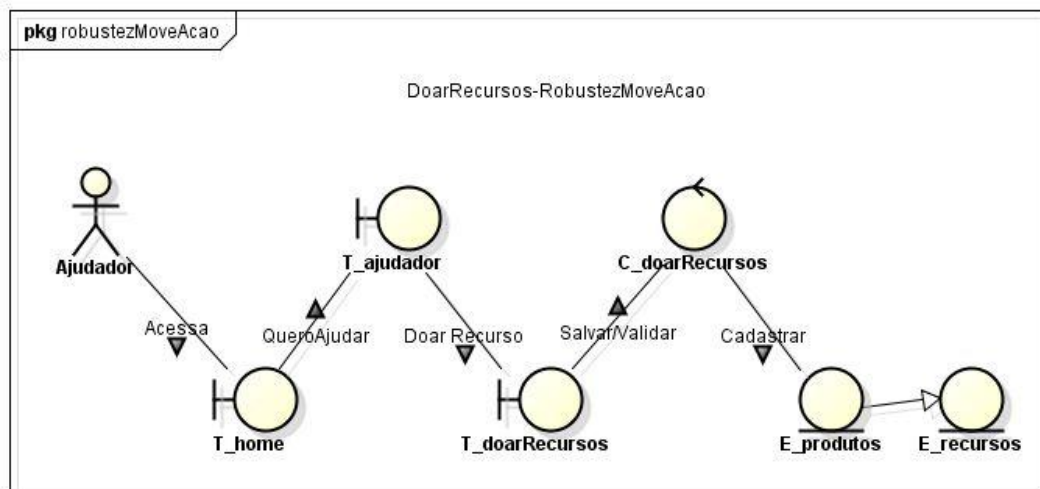 pkg robustezMoveAcao
DoarRecursos-RobustezMoveAcao
Ajudador
T_ajudador
C_doarRecursos
Acessa
QueroAjudar
Doar Recurso
Salvar/Validar
Cadastrar
T_home
T_doarRecursos
E_produtos
E_recursos